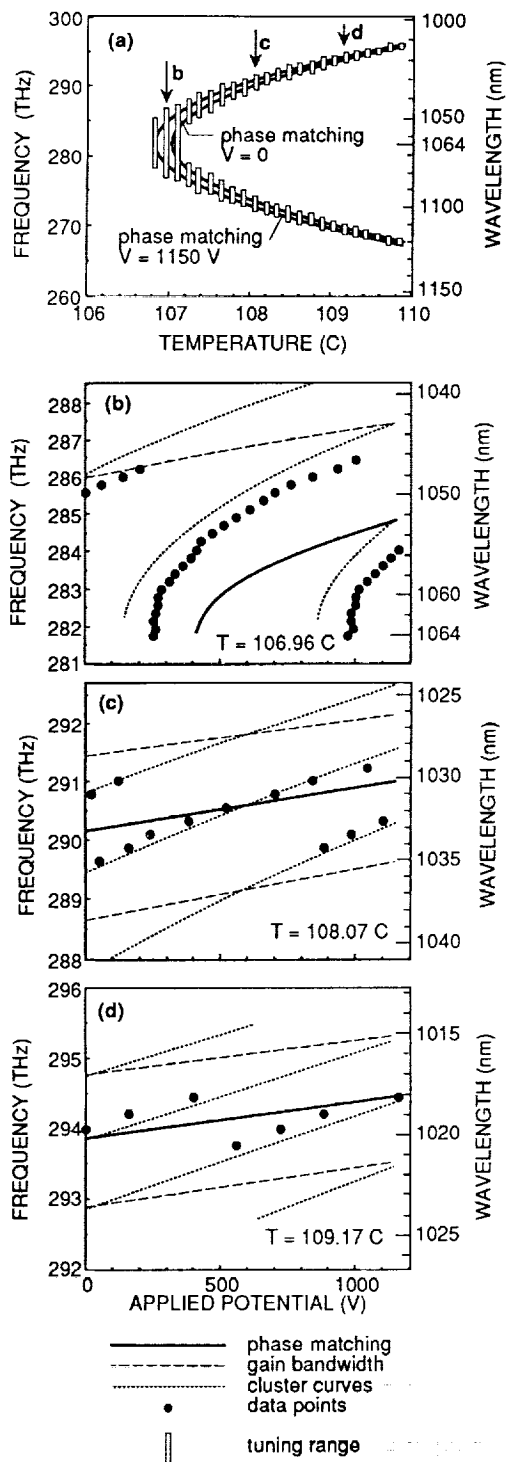 (a)
b
c
d
300
290
280
270
260
FREQUENCY (THz)
1000
1050
1064
1100
1150
WAVELENGTH (nm)
phase matching
V = 0
phase matching
V = 1150 V
106
107
108
109
110
TEMPERATURE (C)
(b)
288
287
286
285
284
283
282
281
FREQUENCY (THz)
1040
1050
1060
1064
WAVELENGTH (nm)
T = 106.96 C
(c)
292
291
290
289
288
FREQUENCY (THz)
1025
1030
1035
1040
WAVELENGTH (nm)
T = 108.07 C
(d)
296
295
294
293
292
FREQUENCY (THz)
1015
1020
1025
WAVELENGTH (nm)
T = 109.17 C
0
500
1000
APPLIED POTENTIAL (V)
phase matching
gain bandwidth
cluster curves
data points
tuning range